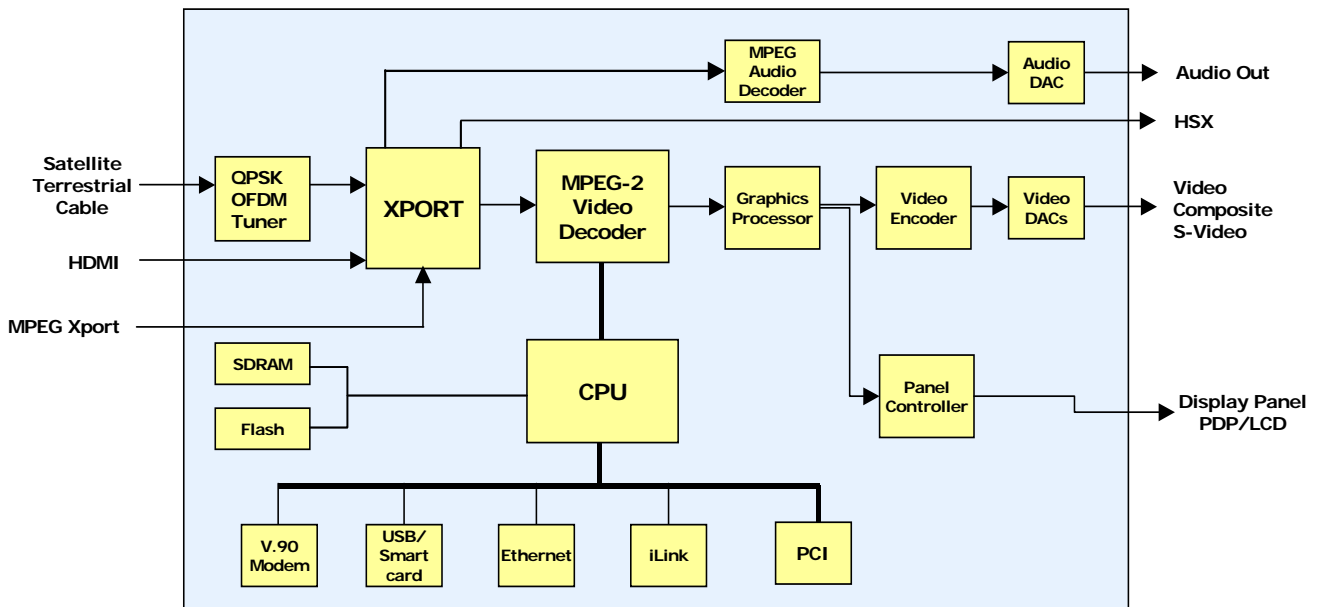 MPEG
Audio
Decoder
Audio
DAC
Audio Out
HSX
Satellite
Terrestrial
Cable
QPSK
OFDM
Tuner
XPORT
MPEG-2
Video
Decoder
Graphics
Processor
Video
Encoder
Video
DACs
Video
Composite
S-Video
HDMI
MPEG Xport
SDRAM
Flash
CPU
Panel
Controller
Display Panel
PDP/LCD
V.90
Modem
USB/
Smart
card
Ethernet
iLink
PCI